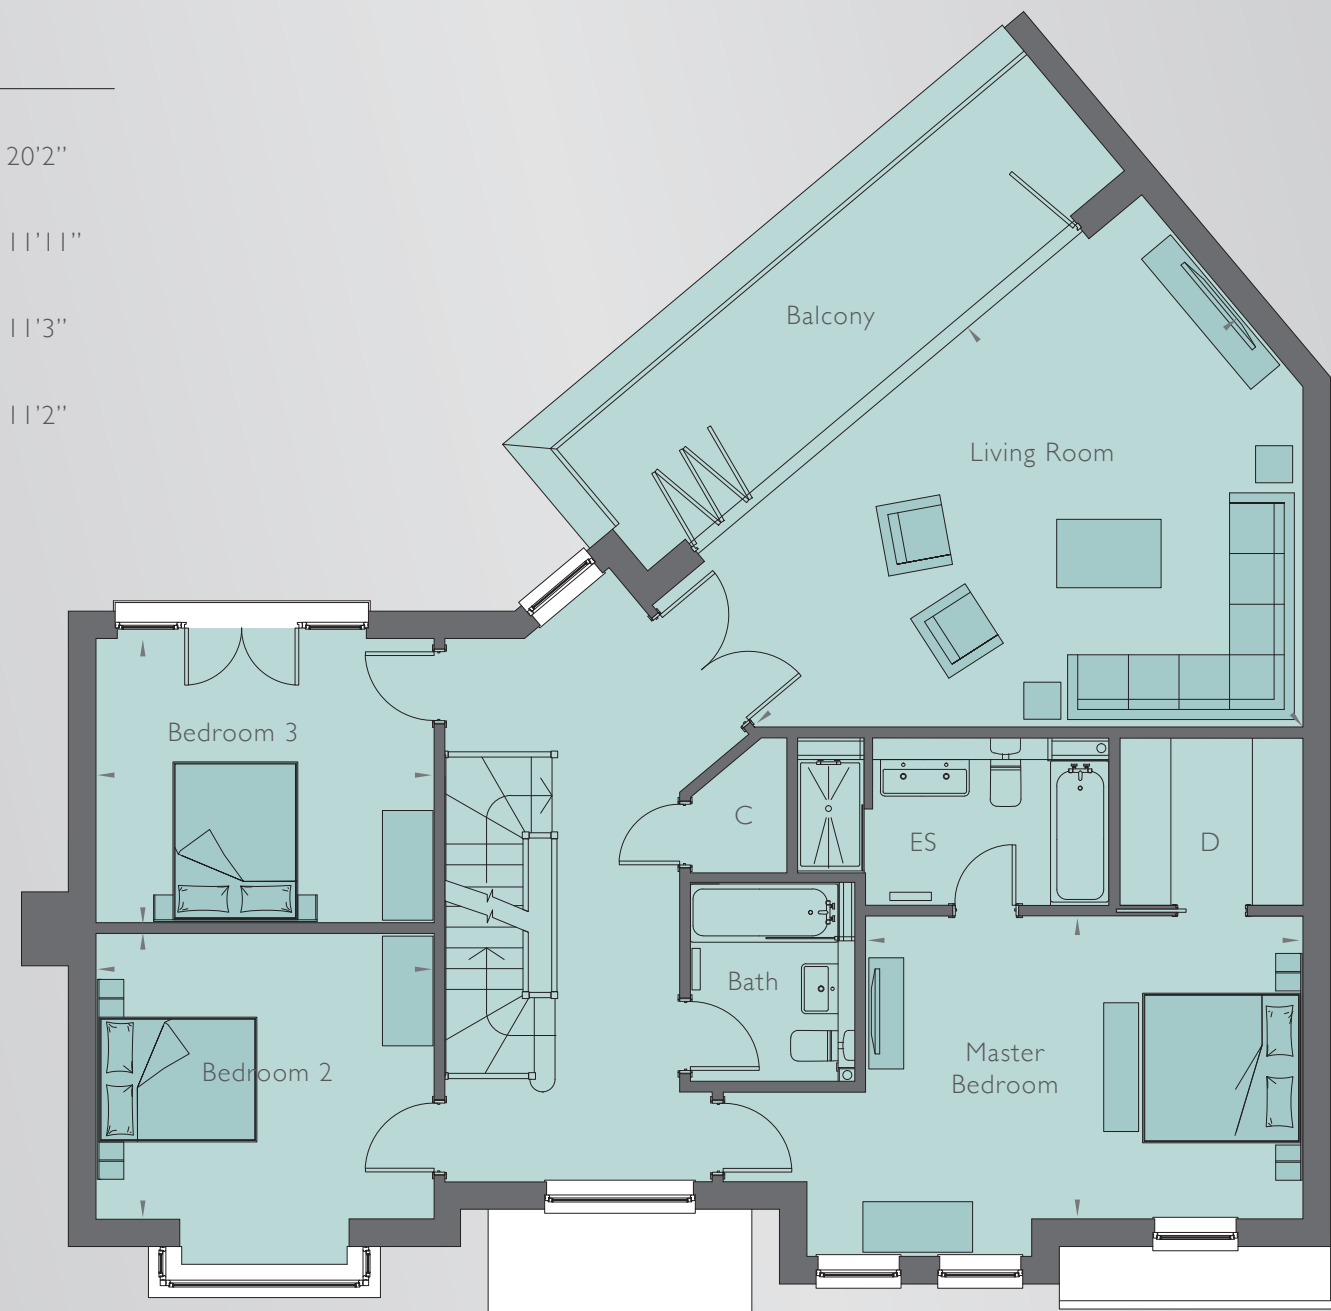 20'2”
11'11”
11'3”
11'2”
Balcony
Living Room
Bedroom 3
C
ES
D
Bath
Master
Bedroom
Bedroom 2